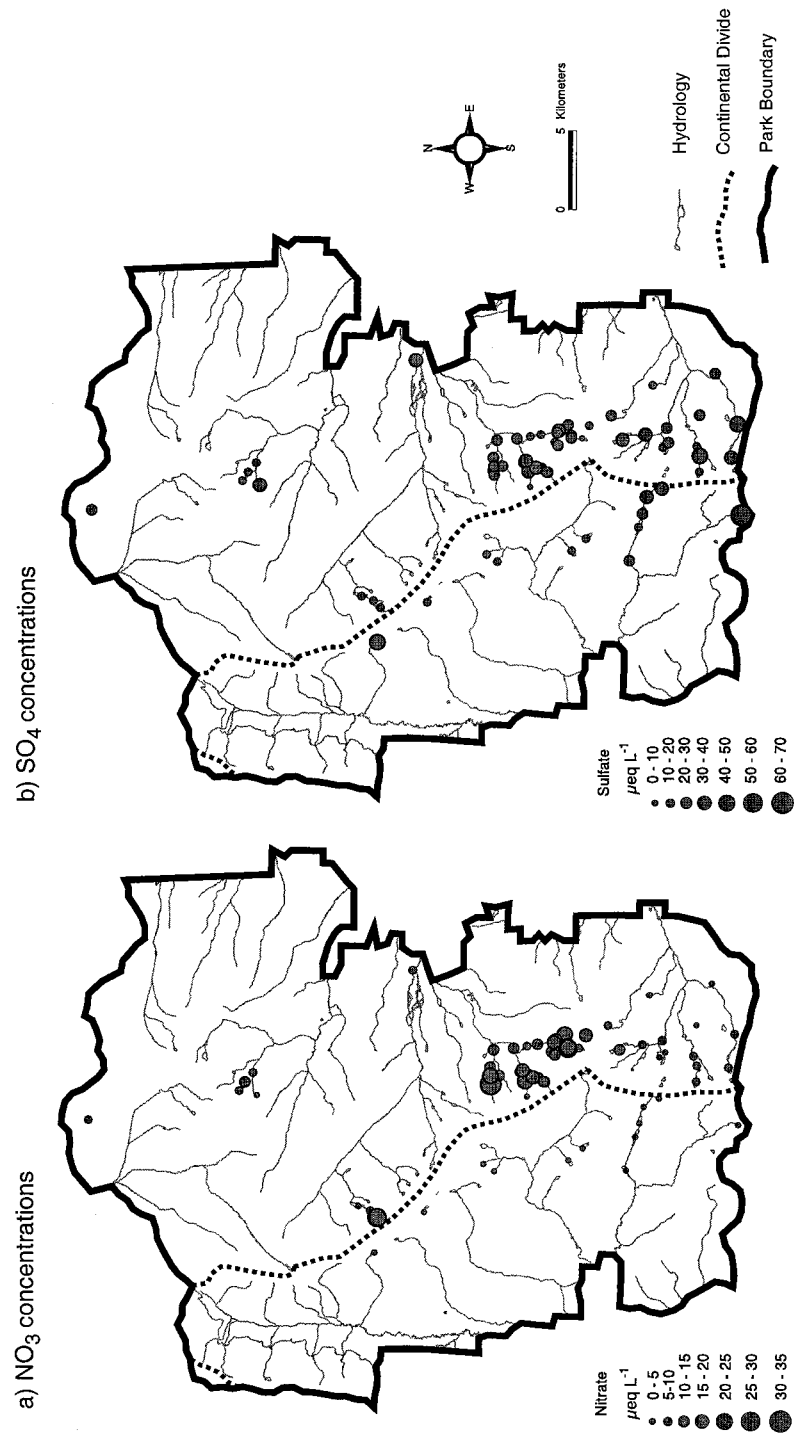 a) NO3 concentrations
Nitrate
µeq L-1
0 - 5
5-10
10 - 15
15 - 20
20 - 25
25 - 30
30 - 35
b) SO4 concentrations
Sulfate
µeq L-1
0 - 10
10 - 20
20 - 30
30 - 40
40 - 50
50 - 60
60 - 70
N
W
E
S
0 5 Kilometers
Hydrology
Continental Divide
Park Boundary